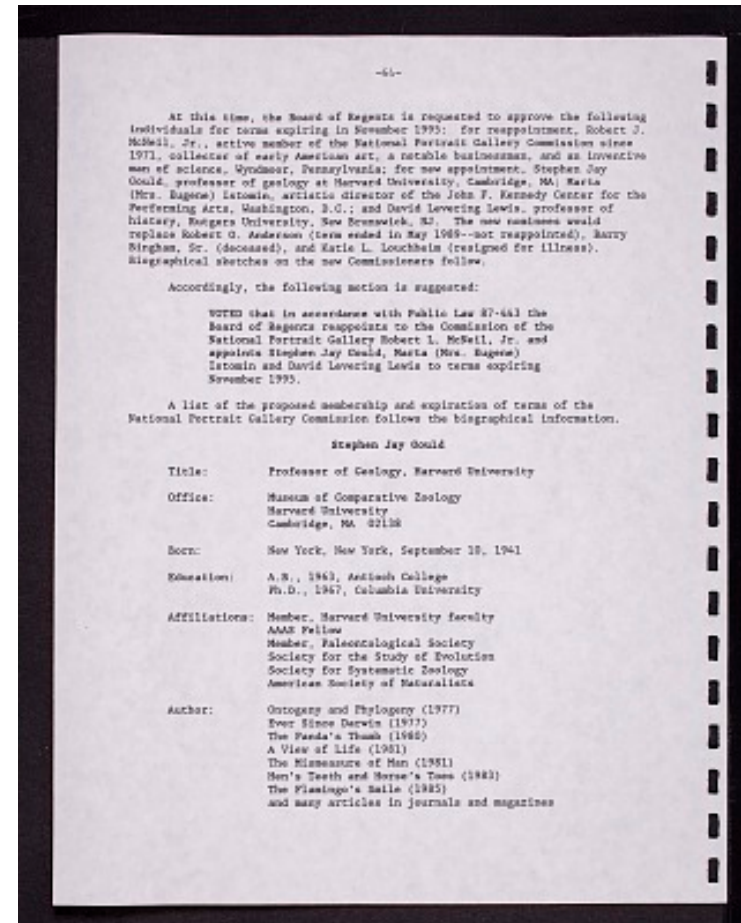 At this time, the Board of Regents is requested to approve the following
individuals for terms expiring in November 1995: for reappointment, Robert J.
McNeil, Jr., active member of the National Portrait Gallery Commission since
1971, collector of early American art, a notable businessman, and an inventive
man of science, Wyndmoor, Pennsylvania; for new appointment, Stephen Jay
Gould, professor of geology at Harvard University, Cambridge, MA; Marta
(Mrs. Eugene) Istomin, artistic director of the John F. Kennedy Center for the
Performing Arts, Washington, D.C.; and David Levering Lewis, professor of
history, Rutgers University, New Brunswick, NJ. The new nominees would
replace Robert O. Anderson (term ended in May 1989--not reappointed), Barry
Bingham, Sr. (deceased), and Katie L. Louchheim (resigned for illness).
Biographical sketches on the new Commissioners follow.
Accordingly, the following motion is suggested:
VOTED that in accordance with Public Law 87-443 the
Board of Regents reappoints to the Commission of the
National Portrait Gallery Robert L. McNeil, Jr. and
appoints Stephen Jay Gould, Marta (Mrs. Eugene)
Istomin and David Levering Lewis to terms expiring
November 1995.
A list of the proposed membership and expiration of terms of the
National Portrait Gallery Commission follows the biographical information.
Stephen Jay Gould
Title: Professor of Geology, Harvard University
Office: Museum of Comparative Zoology
Harvard University
Cambridge, MA 02138
Born: New York, New York, September 10, 1941
Education: A.B., 1963, Antioch College
Ph.D., 1967, Columbia University
Affiliations: Member, Harvard University faculty
AAAS Fellow
Member, Paleontological Society
Society for the Study of Evolution
Society for Systematic Zoology
American Society of Naturalists
Author: Ontogeny and Phylogeny (1977)
Ever Since Darwin (1977)
The Panda's Thumb (1980)
A View of Life (1981)
The Mismeasure of Man (1981)
Hen's Teeth and Horse's Toes (1983)
The Flamingo's Smile (1985)
and many articles in journals and magazines